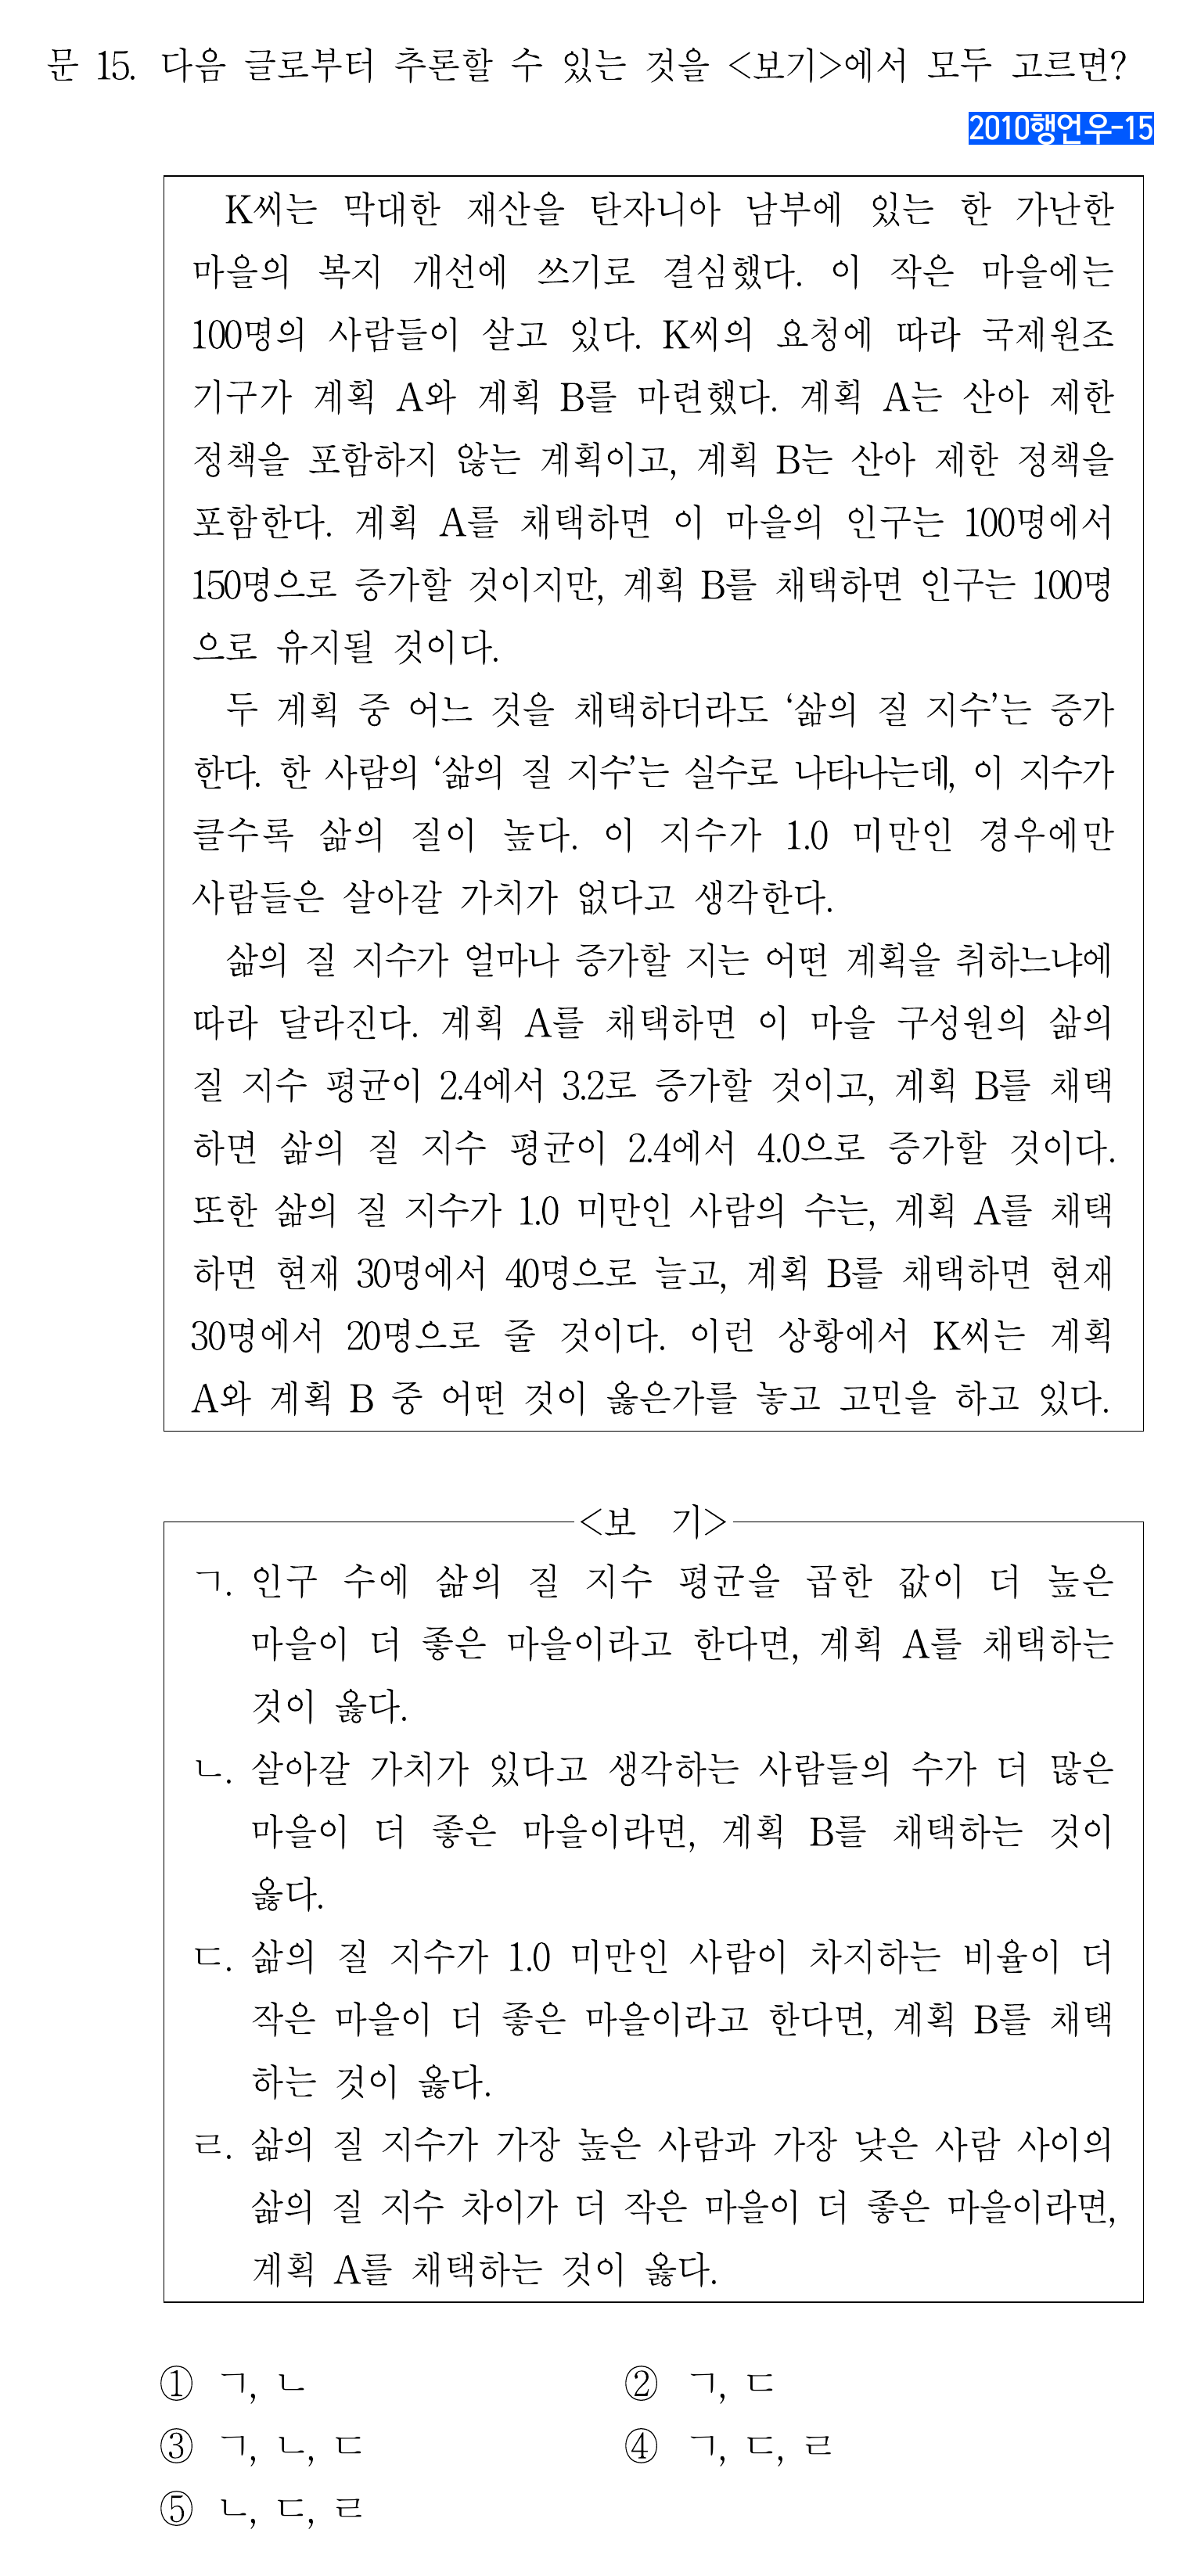 문 15. 다음 글로부터 추론할 수 있는 것을 <보기>에서 모두 고르면?
2010행언우-15
K씨는 막대한 재산을 탄자니아 남부에 있는 한 가난한
마을의 복지 개선에 쓰기로 결심했다. 이 작은 마을에는
100명의 사람들이 살고 있다. K씨의 요청에 따라 국제원조
기구가 계획 A와 계획 B를 마련했다. 계획 A는 산아 제한
정책을 포함하지 않는 계획이고, 계획 B는 산아 제한 정책을
포함한다. 계획 A를 채택하면 이 마을의 인구는 100명에서
150명으로 증가할 것이지만, 계획 B를 채택하면 인구는 100명
으로 유지될 것이다.
두 계획 중 어느 것을 채택하더라도 ‘삶의 질 지수’는 증가
한다. 한 사람의 ‘삶의 질 지수’는 실수로 나타나는데, 이 지수가
클수록 삶의 질이 높다. 이 지수가 1.0 미만인 경우에만
사람들은 살아갈 가치가 없다고 생각한다.
삶의 질 지수가 얼마나 증가할 지는 어떤 계획을 취하느냐에
따라 달라진다. 계획 A를 채택하면 이 마을 구성원의 삶의
질 지수 평균이 2.4에서 3.2로 증가할 것이고, 계획 B를 채택
하면 삶의 질 지수 평균이 2.4에서 4.0으로 증가할 것이다.
또한 삶의 질 지수가 1.0 미만인 사람의 수는, 계획 A를 채택
하면 현재 30명에서 40명으로 늘고, 계획 B를 채택하면 현재
30명에서 20명으로 줄 것이다. 이런 상황에서 K씨는 계획
A와 계획 B 중 어떤 것이 옳은가를 놓고 고민을 하고 있다.
<보 기>
ㄱ. 인구 수에 삶의 질 지수 평균을 곱한 값이 더 높은
마을이 더 좋은 마을이라고 한다면, 계획 A를 채택하는
것이 옳다.
ㄴ. 살아갈 가치가 있다고 생각하는 사람들의 수가 더 많은
마을이 더 좋은 마을이라면, 계획 B를 채택하는 것이
옳다.
ㄷ. 삶의 질 지수가 1.0 미만인 사람이 차지하는 비율이 더
작은 마을이 더 좋은 마을이라고 한다면, 계획 B를 채택
하는 것이 옳다.
ㄹ. 삶의 질 지수가 가장 높은 사람과 가장 낮은 사람 사이의
삶의 질 지수 차이가 더 작은 마을이 더 좋은 마을이라면,
계획 A를 채택하는 것이 옳다.
① ㄱ, ㄴ ② ㄱ, ㄷ
③ ㄱ, ㄴ, ㄷ ④ ㄱ, ㄷ, ㄹ
⑤ ㄴ, ㄷ, ㄹ